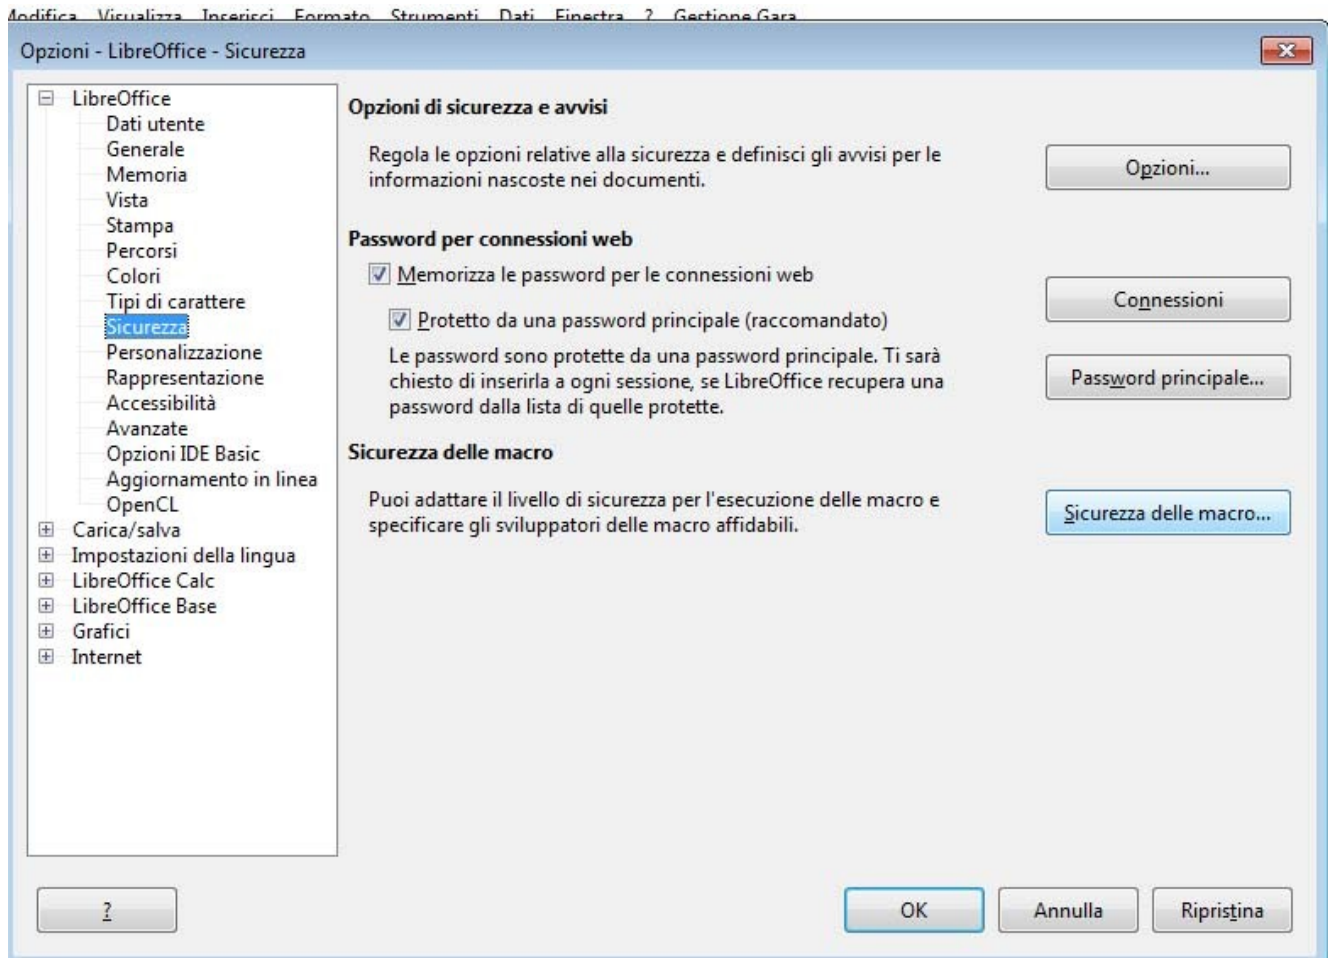 Modifica Visualizza Inserisci Formato Strumenti Dati Finestra ? Gestione Gara
Opzioni - LibreOffice - Sicurezza
LibreOffice
Dati utente
Generale
Memoria
Vista
Stampa
Percorsi
Colori
Tipi di carattere
Sicurezza
Personalizzazione
Rappresentazione
Accessibilità
Avanzate
Opzioni IDE Basic
Aggiornamento in linea
OpenCL
Carica/salva
Impostazioni della lingua
LibreOffice Calc
LibreOffice Base
Grafici
Internet
Opzioni di sicurezza e avvisi
Regola le opzioni relative alla sicurezza e definisci gli avvisi per le
informazioni nascoste nei documenti.
Opzioni...
Password per connessioni web
Memorizza le password per le connessioni web
Connessioni
Protetto da una password principale (raccomandato)
Le password sono protette da una password principale. Ti sarà
chiesto di inserirla a ogni sessione, se LibreOffice recupera una
password dalla lista di quelle protette.
Password principale...
Sicurezza delle macro
Puoi adattare il livello di sicurezza per l'esecuzione delle macro e
specificare gli sviluppatori delle macro affidabili.
Sicurezza delle macro...
?
OK
Annulla
Ripristina